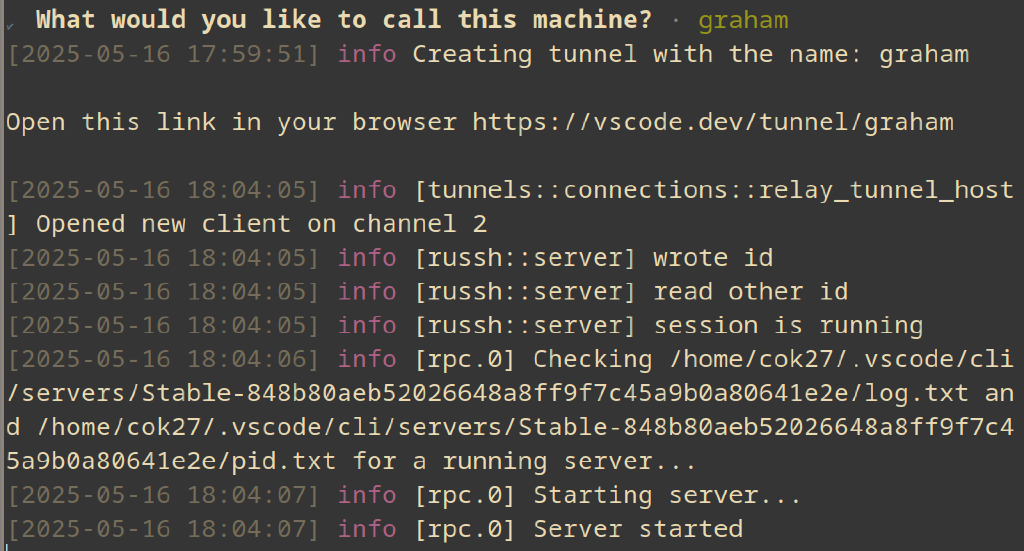 ✓ What would you like to call this machine? · graham
[2025-05-16 17:59:51] info Creating tunnel with the name: graham
Open this link in your browser https://vscode.dev/tunnel/graham
[2025-05-16 18:04:05] info [tunnels::connections::relay_tunnel_host
] Opened new client on channel 2
[2025-05-16 18:04:05] info [russh::server] wrote id
[2025-05-16 18:04:05] info [russh::server] read other id
[2025-05-16 18:04:05] info [russh::server] session is running
[2025-05-16 18:04:06] info [rpc.0] Checking /home/cok27/.vscode/cli
/servers/Stable-848b80aeb52026648a8ff9f7c45a9b0a80641e2e/log.txt an
d /home/cok27/.vscode/cli/servers/Stable-848b80aeb52026648a8ff9f7c4
5a9b0a80641e2e/pid.txt for a running server...
[2025-05-16 18:04:07] info [rpc.0] Starting server...
[2025-05-16 18:04:07] info [rpc.0] Server started